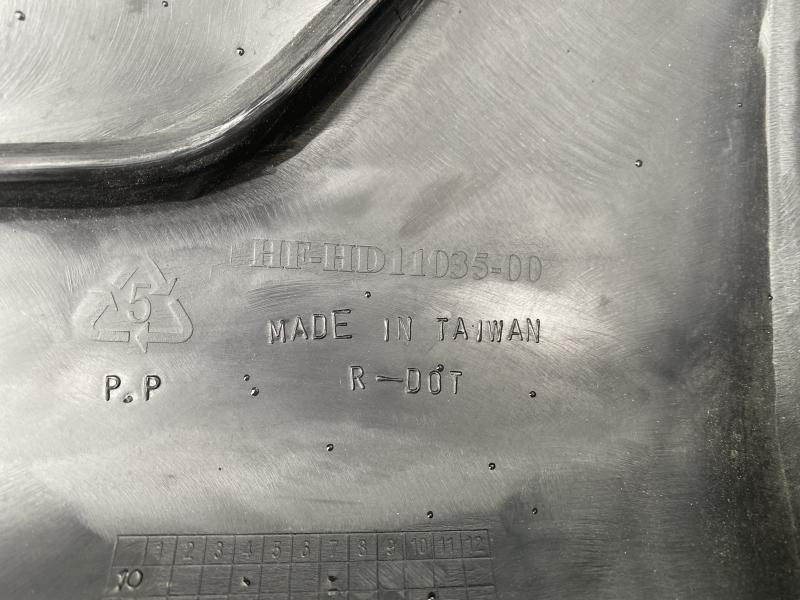 HF-HD11035-00
5
MADE IN TAIWAN
P.P
R-DOT
1 2 3 4 5 6 7 8 9 10 11 12
10